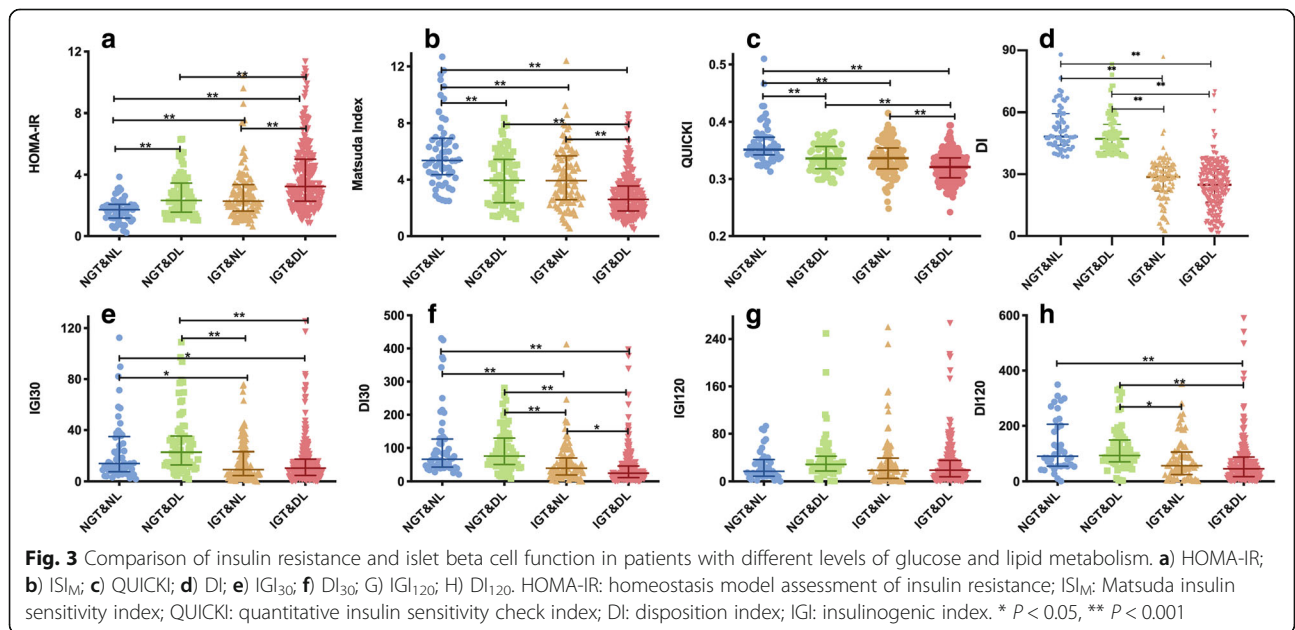 a
12
8
4
0
HOMA-IR
** ** ** ** **
NGT&NL NGT&DL IGT&NL IGT&DL
b
12
8
4
0
Matsuda Index
** ** ** ** **
NGT&NL NGT&DL IGT&NL IGT&DL
c
0.5
0.4
0.3
0.2
QUICKI
** ** ** ** **
NGT&NL NGT&DL IGT&NL IGT&DL
d
90
60
30
0
DI
** ** ** **
NGT&NL NGT&DL IGT&NL IGT&DL
e
120
80
40
0
IGI30
** ** * *
NGT&NL NGT&DL IGT&NL IGT&DL
f
500
400
300
200
100
0
DI30
** ** ** ** *
NGT&NL NGT&DL IGT&NL IGT&DL
g
240
160
80
0
IGI120
NGT&NL NGT&DL IGT&NL IGT&DL
h
600
400
200
0
DI120
** ** *
NGT&NL NGT&DL IGT&NL IGT&DL
Fig. 3 Comparison of insulin resistance and islet beta cell function in patients with different levels of glucose and lipid metabolism. a) HOMA-IR;
b) ISIM; c) QUICKI; d) DI; e) IGI30; f) DI30; G) IGI120; H) DI120. HOMA-IR: homeostasis model assessment of insulin resistance; ISIM: Matsuda insulin
sensitivity index; QUICKI: quantitative insulin sensitivity check index; DI: disposition index; IGI: insulinogenic index. * P < 0.05, ** P < 0.001